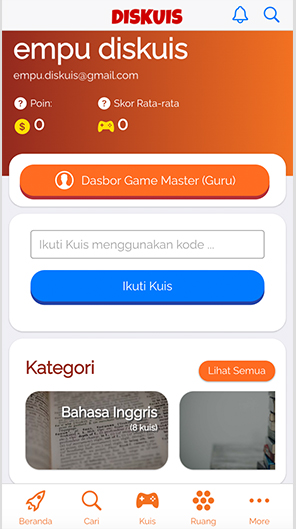 DISKUIS
empu diskuis
empu.diskuis@gmail.com
? Poin: ? Skor Rata-rata
$ 0 0
Dasbor Game Master (Guru)
Ikuti Kuis menggunakan kode ...
Ikuti Kuis
Kategori Lihat Semua
Bahasa Inggris
(8 kuis)
Beranda Cari Kuis Ruang More